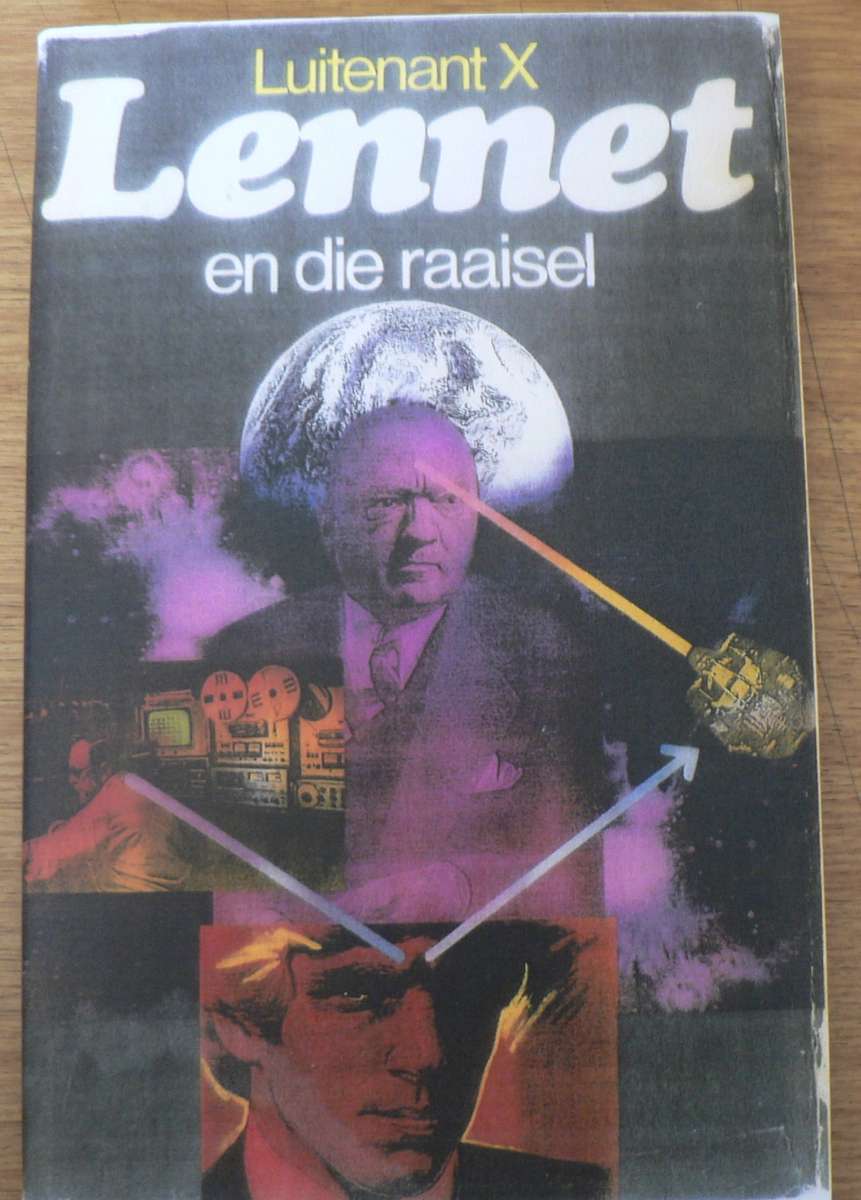 Luitenant X
Lennet
en die raaisel